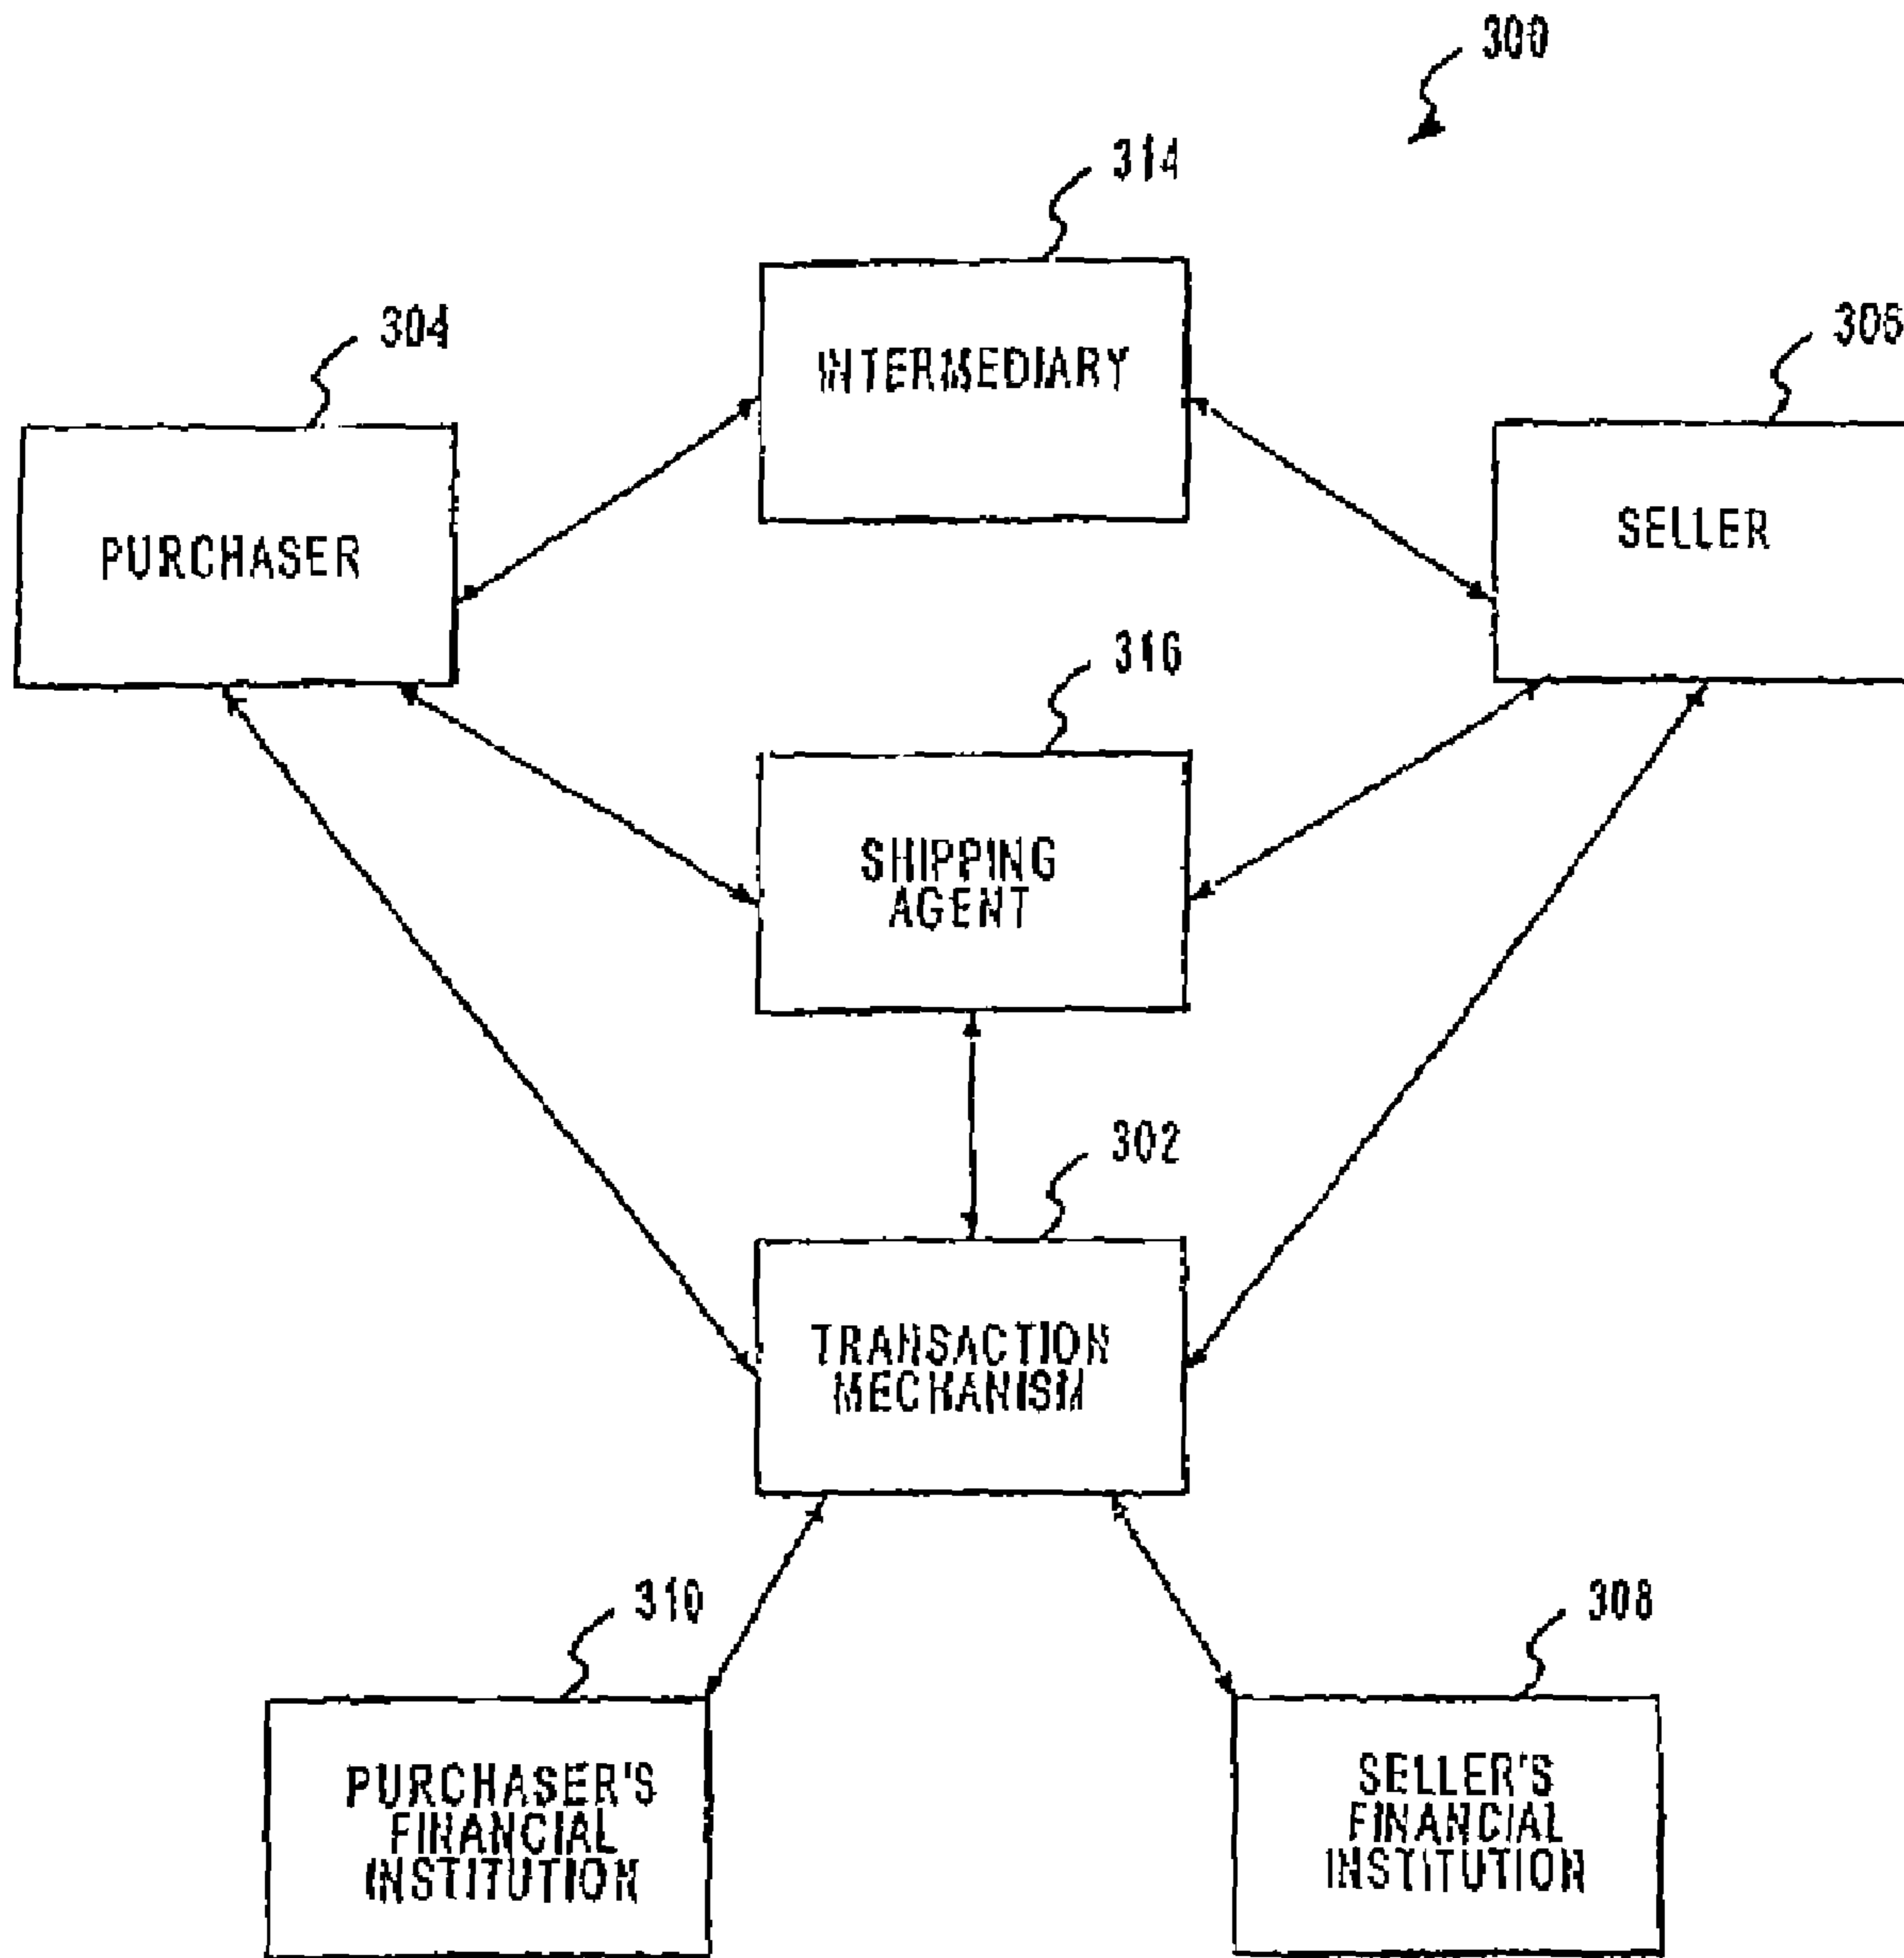 300
314
304
306
INTERMEDIARY
PURCHASER
SELLER
316
SHIPPING
AGENT
302
TRANSACTION
MECHANISM
310
308
PURCHASER'S
FINANCIAL
INSTITUTION
SELLER'S
FINANCIAL
INSTITUTION